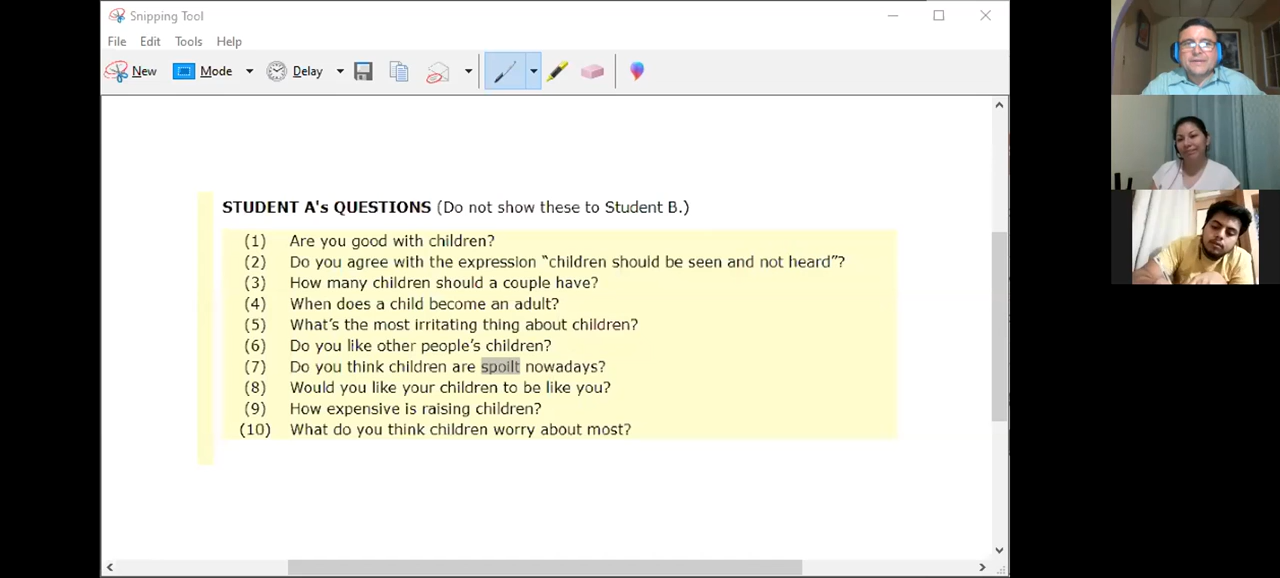 Snipping Tool
File Edit Tools Help
New Mode Delay
STUDENT A's QUESTIONS (Do not show these to Student B.)
(1) Are you good with children?
(2) Do you agree with the expression “children should be seen and not heard”?
(3) How many children should a couple have?
(4) When does a child become an adult?
(5) What’s the most irritating thing about children?
(6) Do you like other people’s children?
(7) Do you think children are spoilt nowadays?
(8) Would you like your children to be like you?
(9) How expensive is raising children?
(10) What do you think children worry about most?